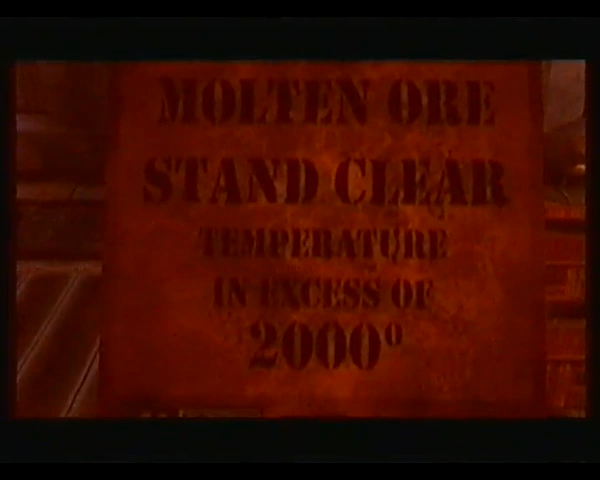 MOLTEN ORE
STAND CLEAR
TEMPERATURE
IN EXCESS OF
2000°